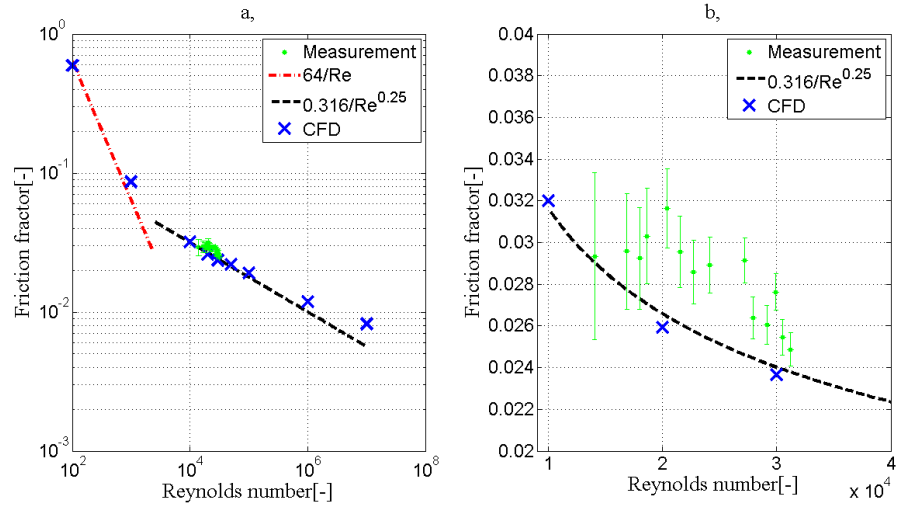 a,
Friction fractor[-]
10^0
10^-1
10^-2
10^-3
10^2
10^4
10^6
10^8
Reynolds number[-]
Measurement
64/Re
0.316/Re^0.25
CFD
b,
Friction fractor[-]
0.04
0.038
0.036
0.034
0.032
0.03
0.028
0.026
0.024
0.022
0.02
1
2
3
4
x 10^4
Reynolds number[-]
Measurement
0.316/Re^0.25
CFD